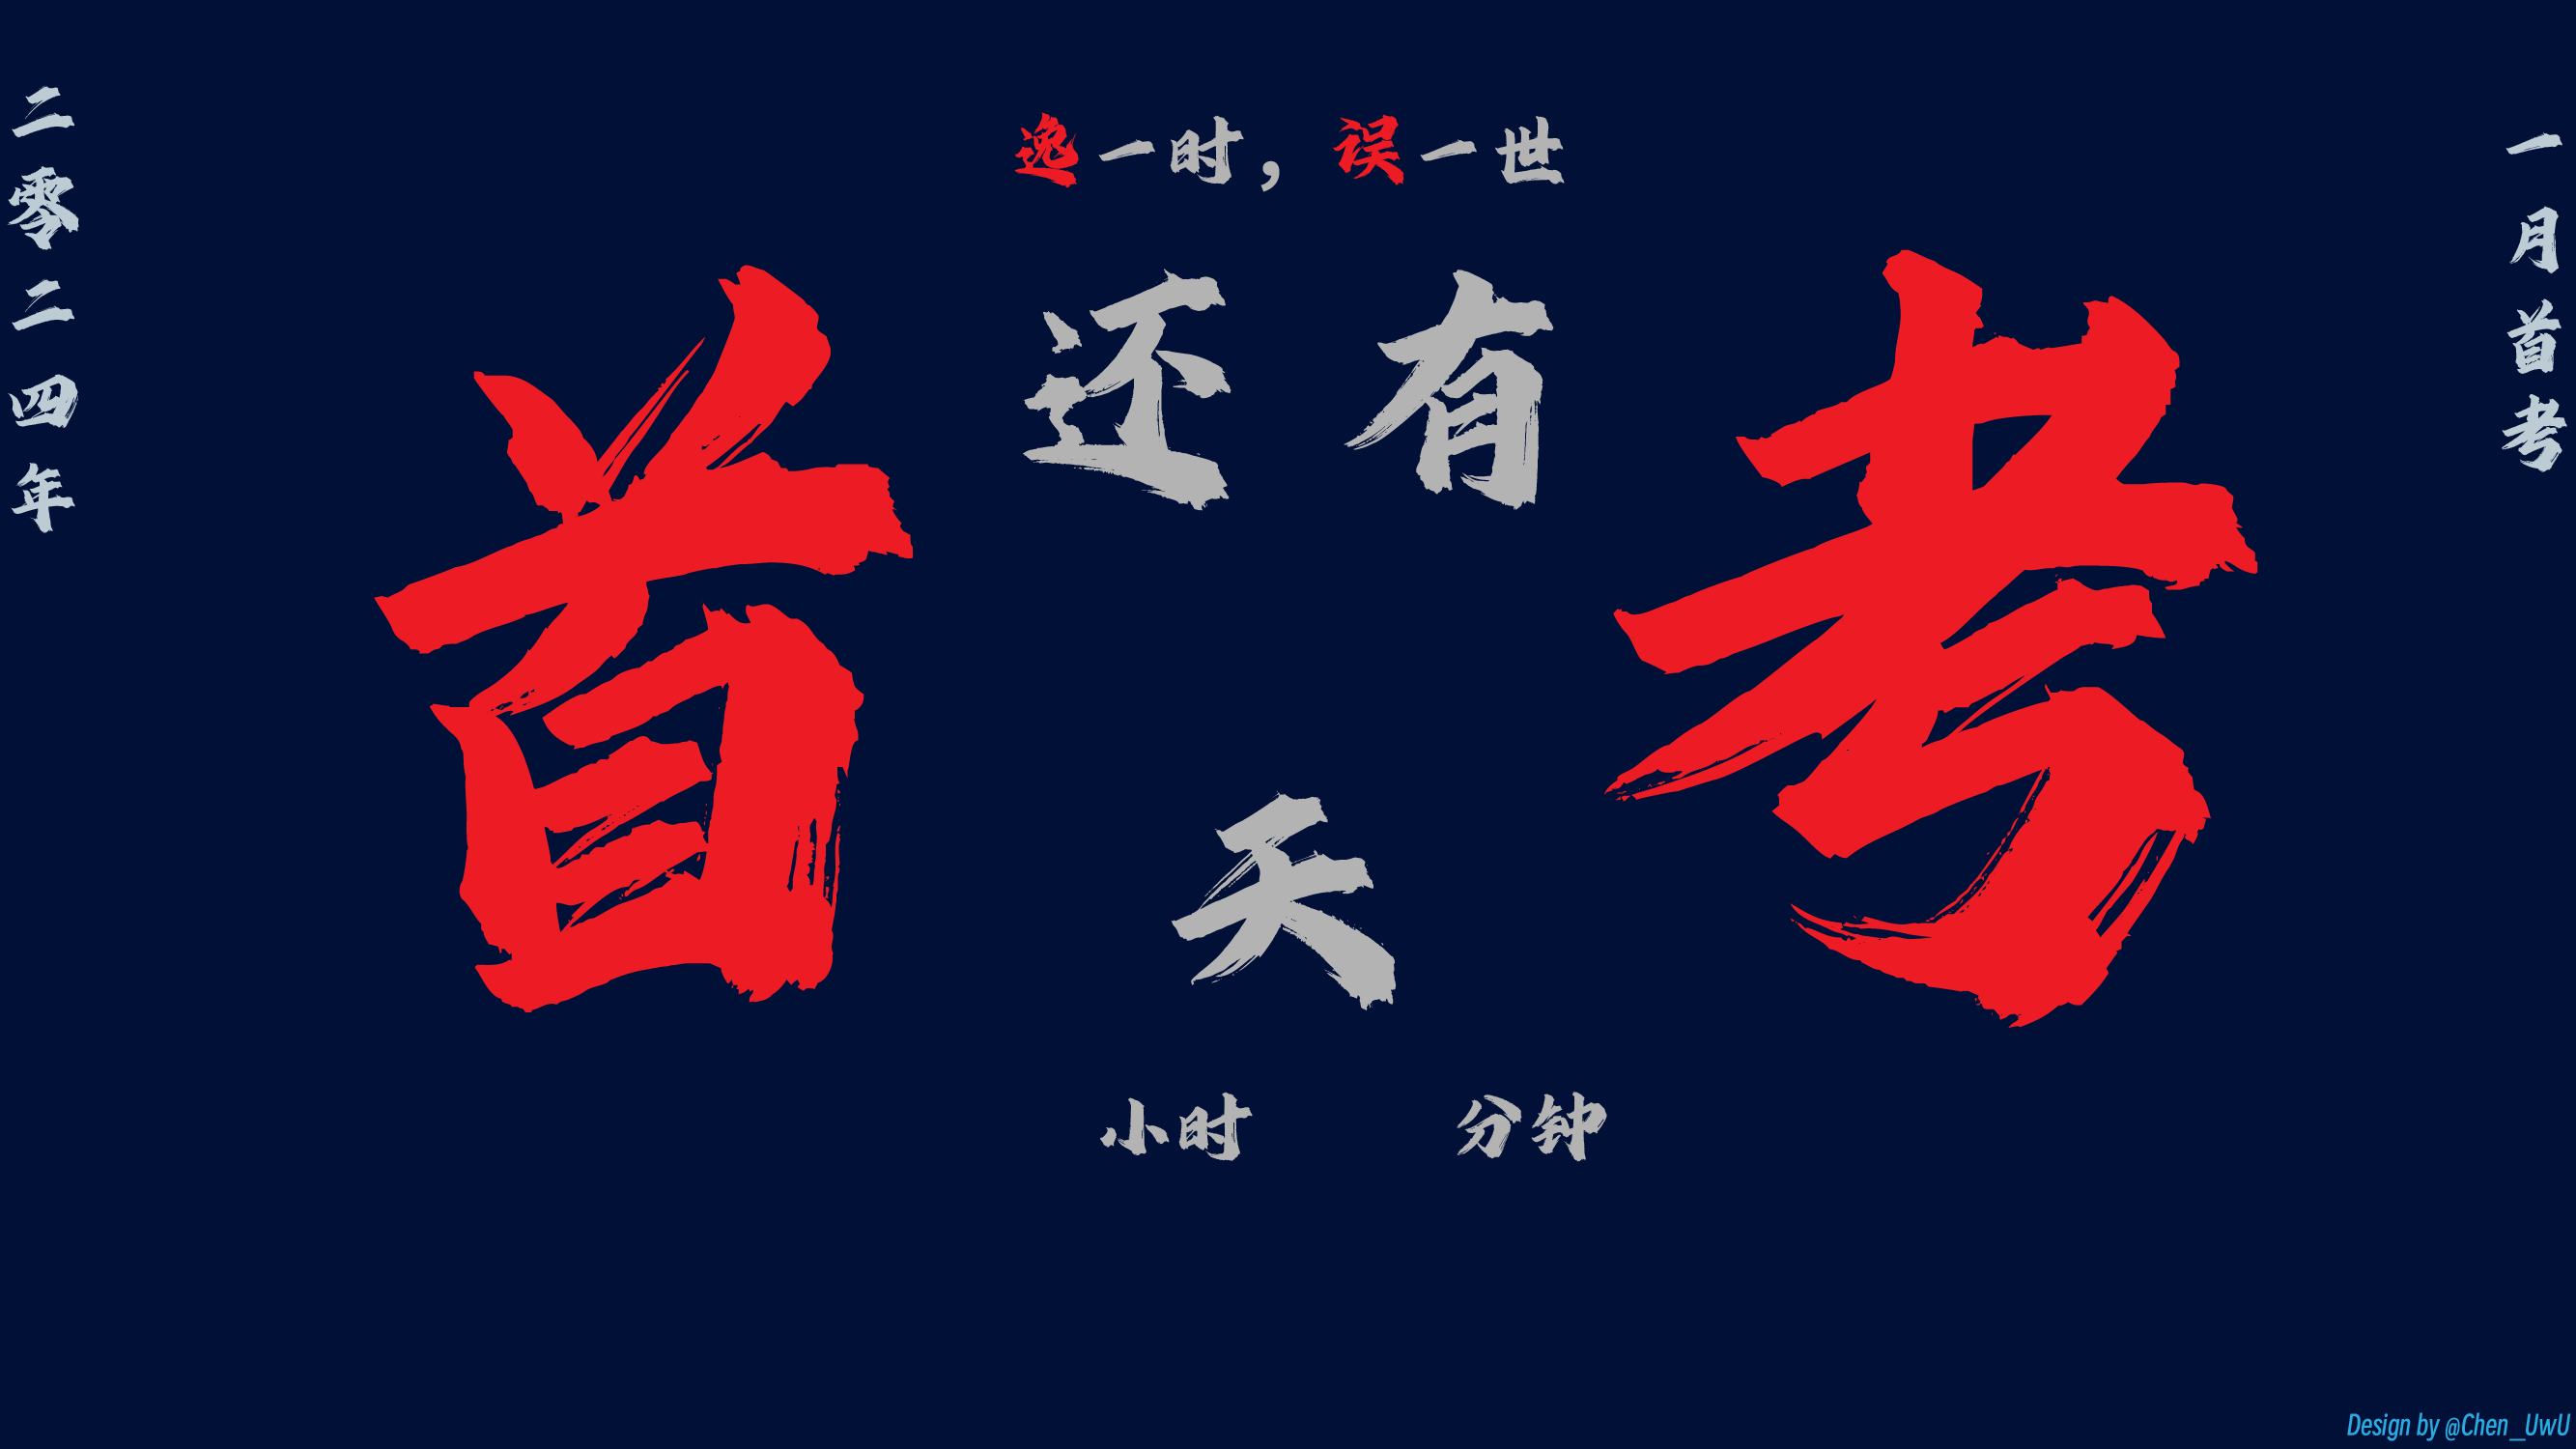 二零二四年
逸一时，误一世
一月首考
首考
还有
天
小时 分钟
Design by @Chen_UwU